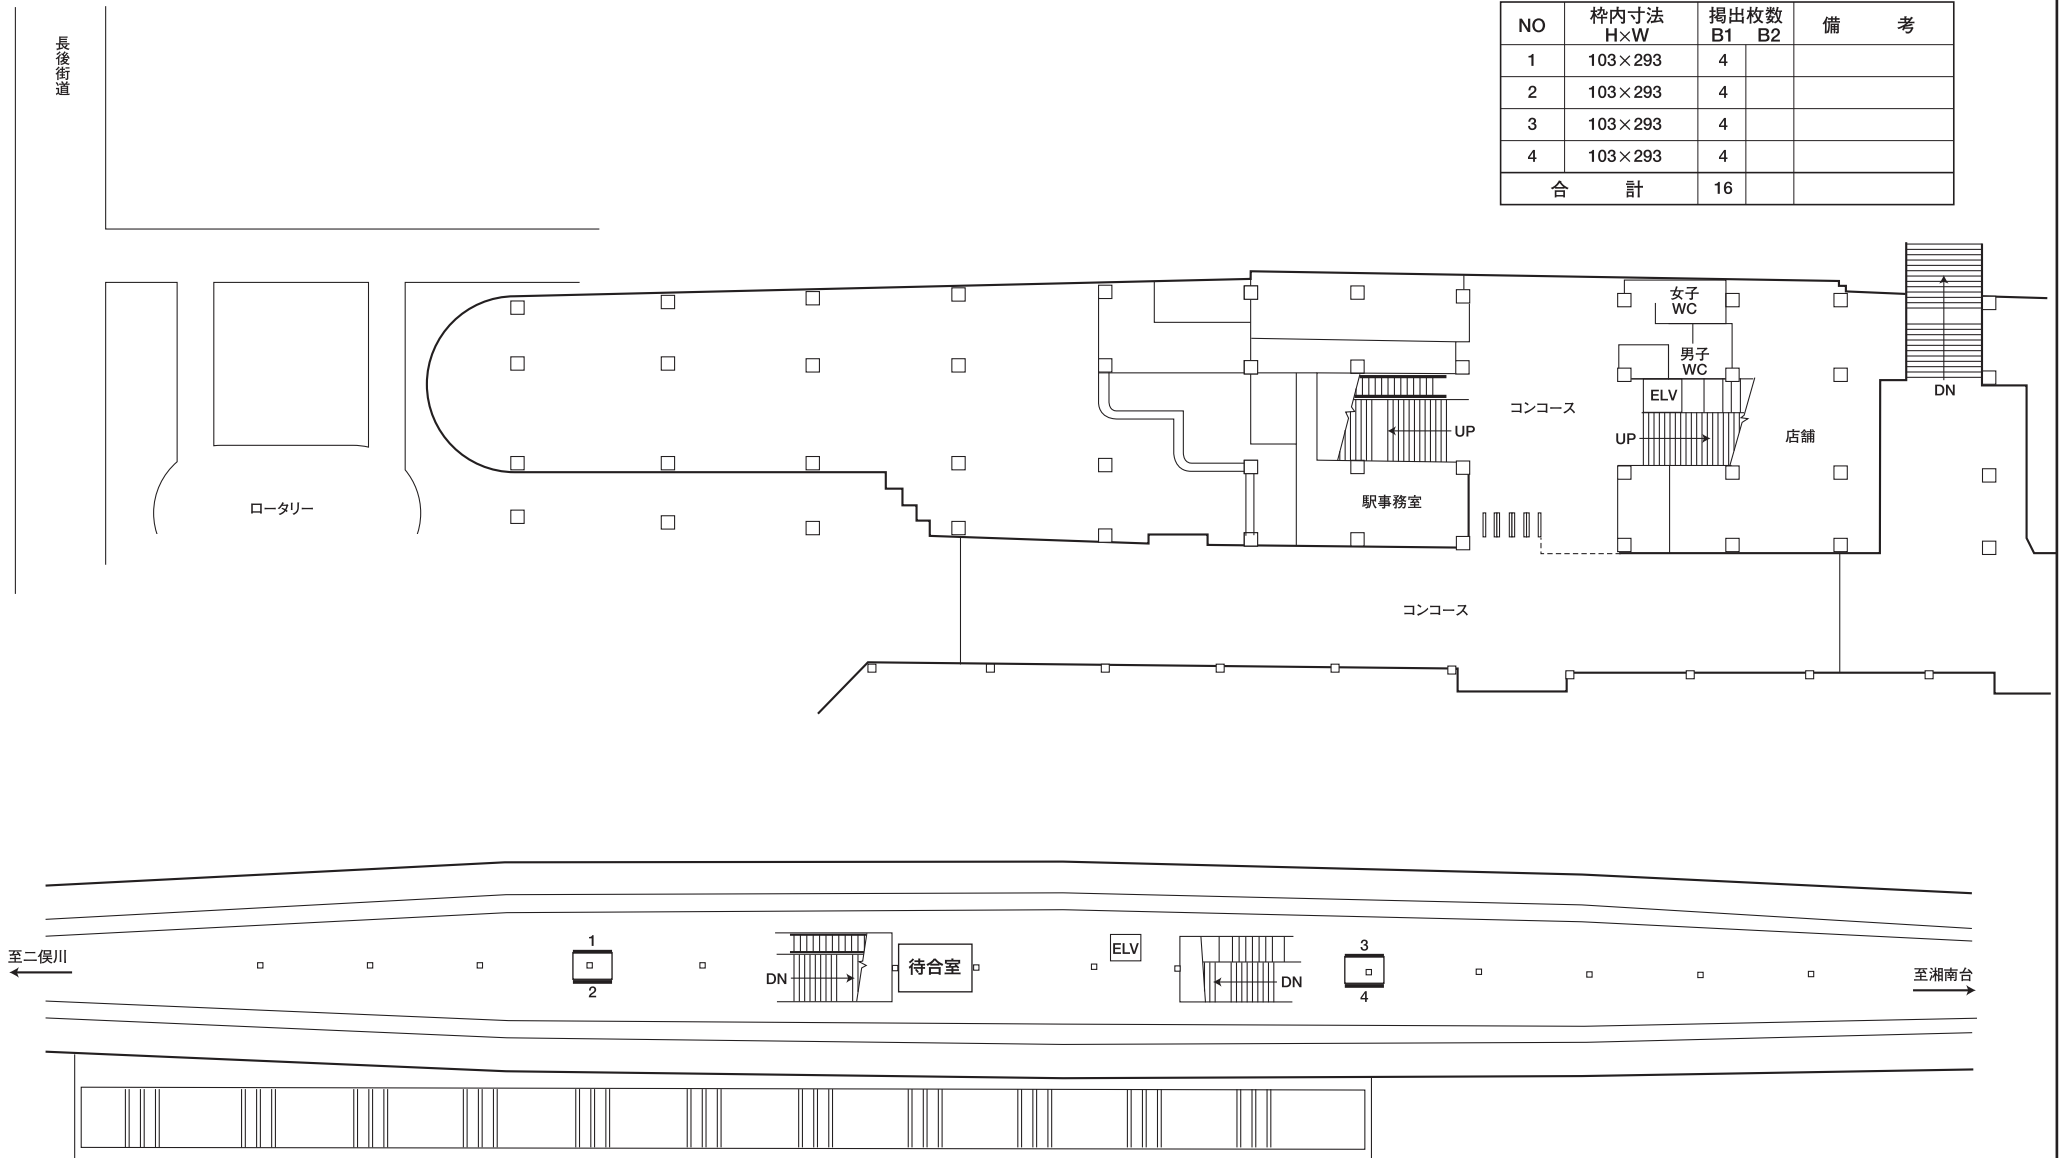 長後街道
NO 枠内寸法 H×W 掲出枚数 B1 B2 備考
1 103×293 4
2 103×293 4
3 103×293 4
4 103×293 4
合計 16
女子
WC
男子
WC
ELV
DN
コンコース
UP
UP
店舗
駅事務室
ロータリー
コンコース
至二俣川
1
2
DN
待合室
ELV
DN
3
4
至湘南台